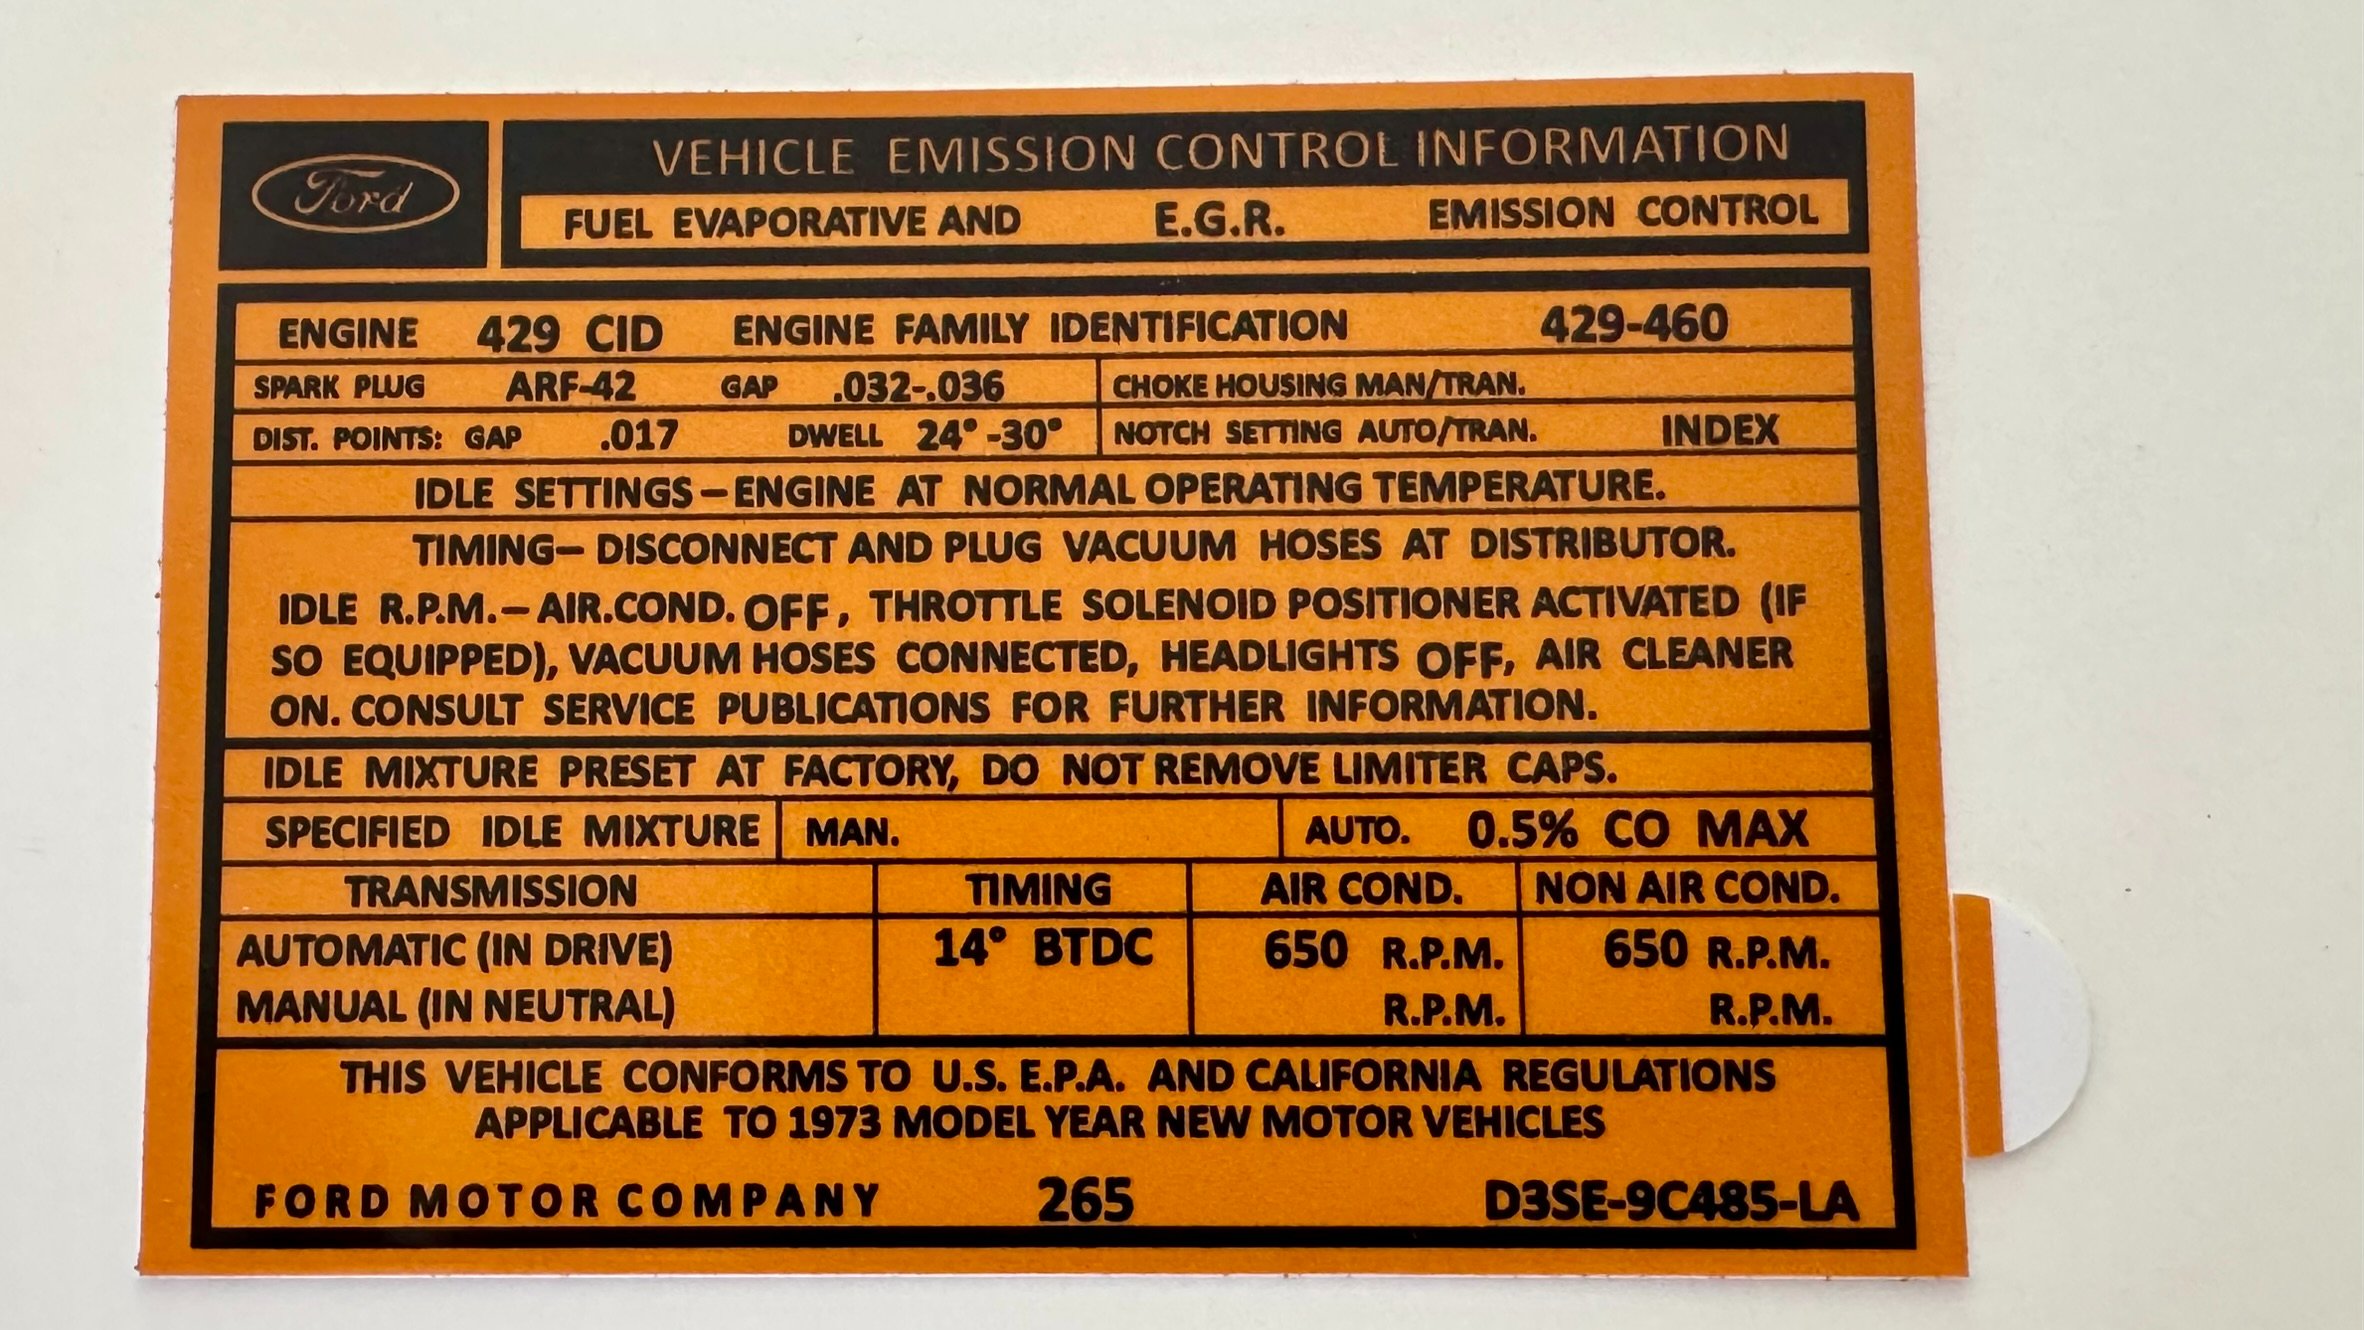 Ford
VEHICLE EMISSION CONTROL INFORMATION
FUEL EVAPORATIVE AND E.G.R. EMISSION CONTROL
ENGINE 429 CID ENGINE FAMILY IDENTIFICATION 429-460
SPARK PLUG ARF-42 GAP .032-.036 CHOKE HOUSING MAN/TRAN.
DIST. POINTS: GAP .017 DWELL 24°-30° NOTCH SETTING AUTO/TRAN. INDEX
IDLE SETTINGS – ENGINE AT NORMAL OPERATING TEMPERATURE.
TIMING– DISCONNECT AND PLUG VACUUM HOSES AT DISTRIBUTOR.
IDLE R.P.M. – AIR.COND. OFF, THROTTLE SOLENOID POSITIONER ACTIVATED (IF
SO EQUIPPED), VACUUM HOSES CONNECTED, HEADLIGHTS OFF, AIR CLEANER
ON. CONSULT SERVICE PUBLICATIONS FOR FURTHER INFORMATION.
IDLE MIXTURE PRESET AT FACTORY, DO NOT REMOVE LIMITER CAPS.
SPECIFIED IDLE MIXTURE MAN. AUTO. 0.5% CO MAX
TRANSMISSION TIMING AIR COND. NON AIR COND.
AUTOMATIC (IN DRIVE) 14° BTDC 650 R.P.M. 650 R.P.M.
MANUAL (IN NEUTRAL) R.P.M. R.P.M.
THIS VEHICLE CONFORMS TO U.S. E.P.A. AND CALIFORNIA REGULATIONS
APPLICABLE TO 1973 MODEL YEAR NEW MOTOR VEHICLES
FORD MOTOR COMPANY 265 D3SE-9C485-LA